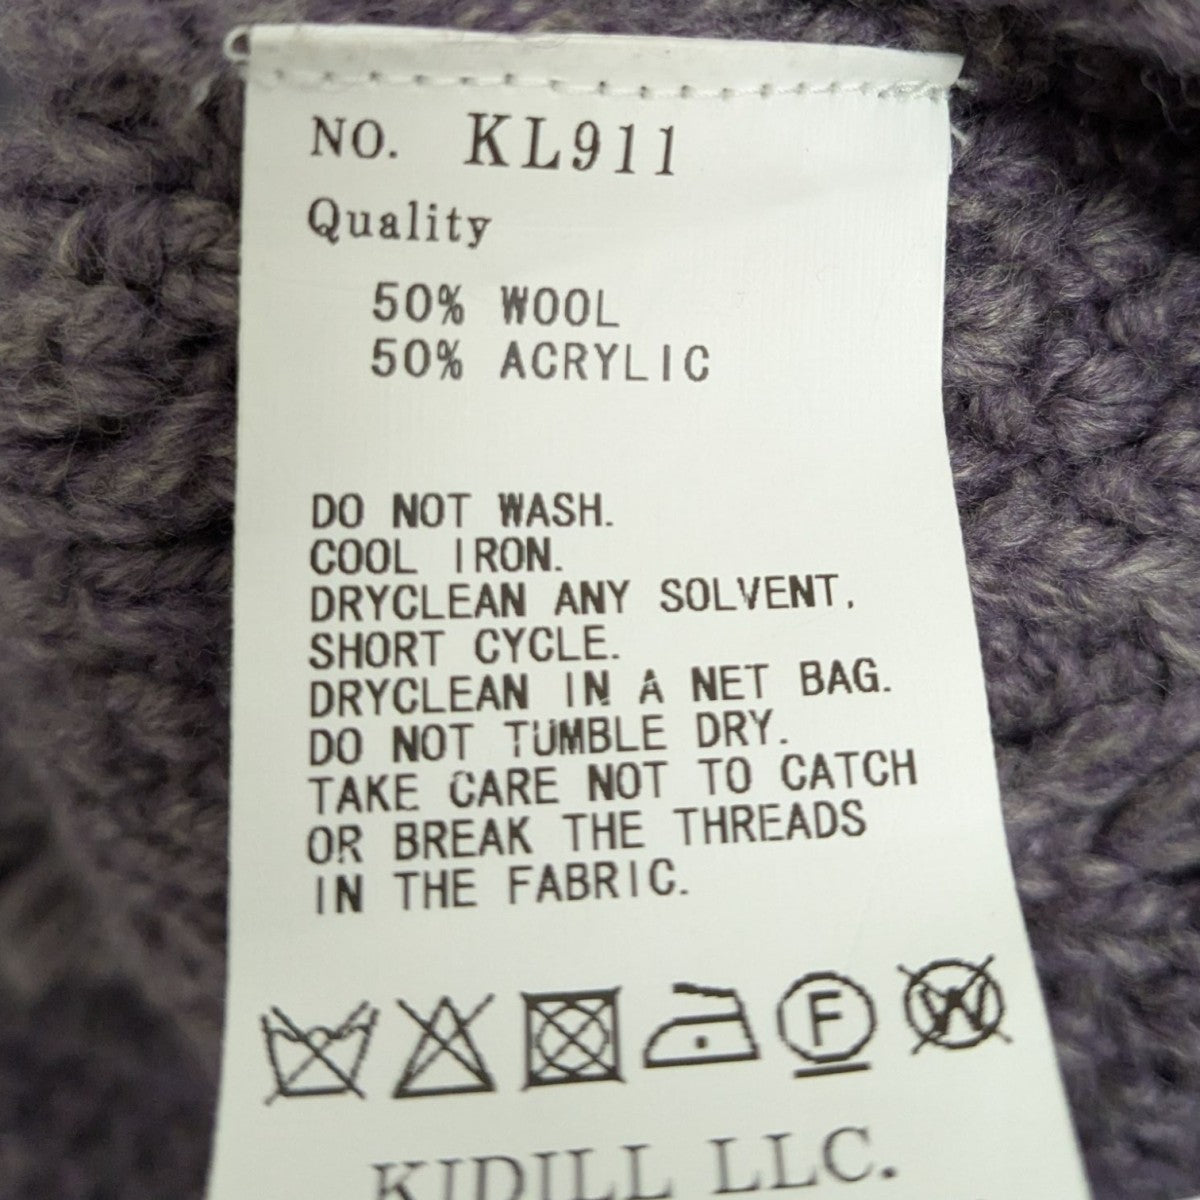 NO. KL911
Quality
50% WOOL
50% ACRYLIC
DO NOT WASH.
COOL IRON.
DRYCLEAN ANY SOLVENT.
SHORT CYCLE.
DRYCLEAN IN A NET BAG.
DO NOT TUMBLE DRY.
TAKE CARE NOT TO CATCH
OR BREAK THE THREADS
IN THE FABRIC.
F W
KIDILL LLC.